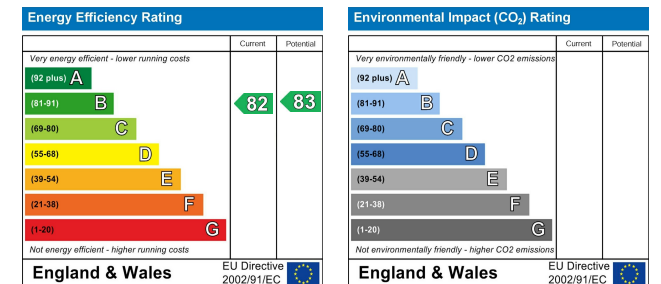 Energy Efficiency Rating
Current Potential
Very energy efficient - lower running costs
(92 plus) A
(81-91) B
82 83
(69-80) C
(55-68) D
(39-54) E
(21-38) F
(1-20) G
Not energy efficient - higher running costs
England & Wales
EU Directive
2002/91/EC
Environmental Impact (CO₂) Rating
Current Potential
Very environmentally friendly - lower CO2 emissions
(92 plus) A
(81-91) B
(69-80) C
(55-68) D
(39-54) E
(21-38) F
(1-20) G
Not environmentally friendly - higher CO2 emissions
England & Wales
EU Directive
2002/91/EC